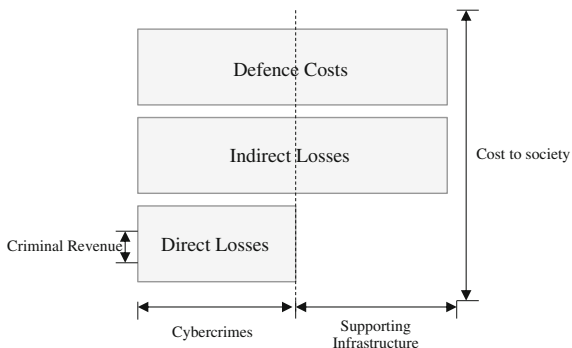 Defence Costs
Indirect Losses
Cost to society
Criminal Revenue
Direct Losses
Cybercrimes
Supporting
Infrastructure